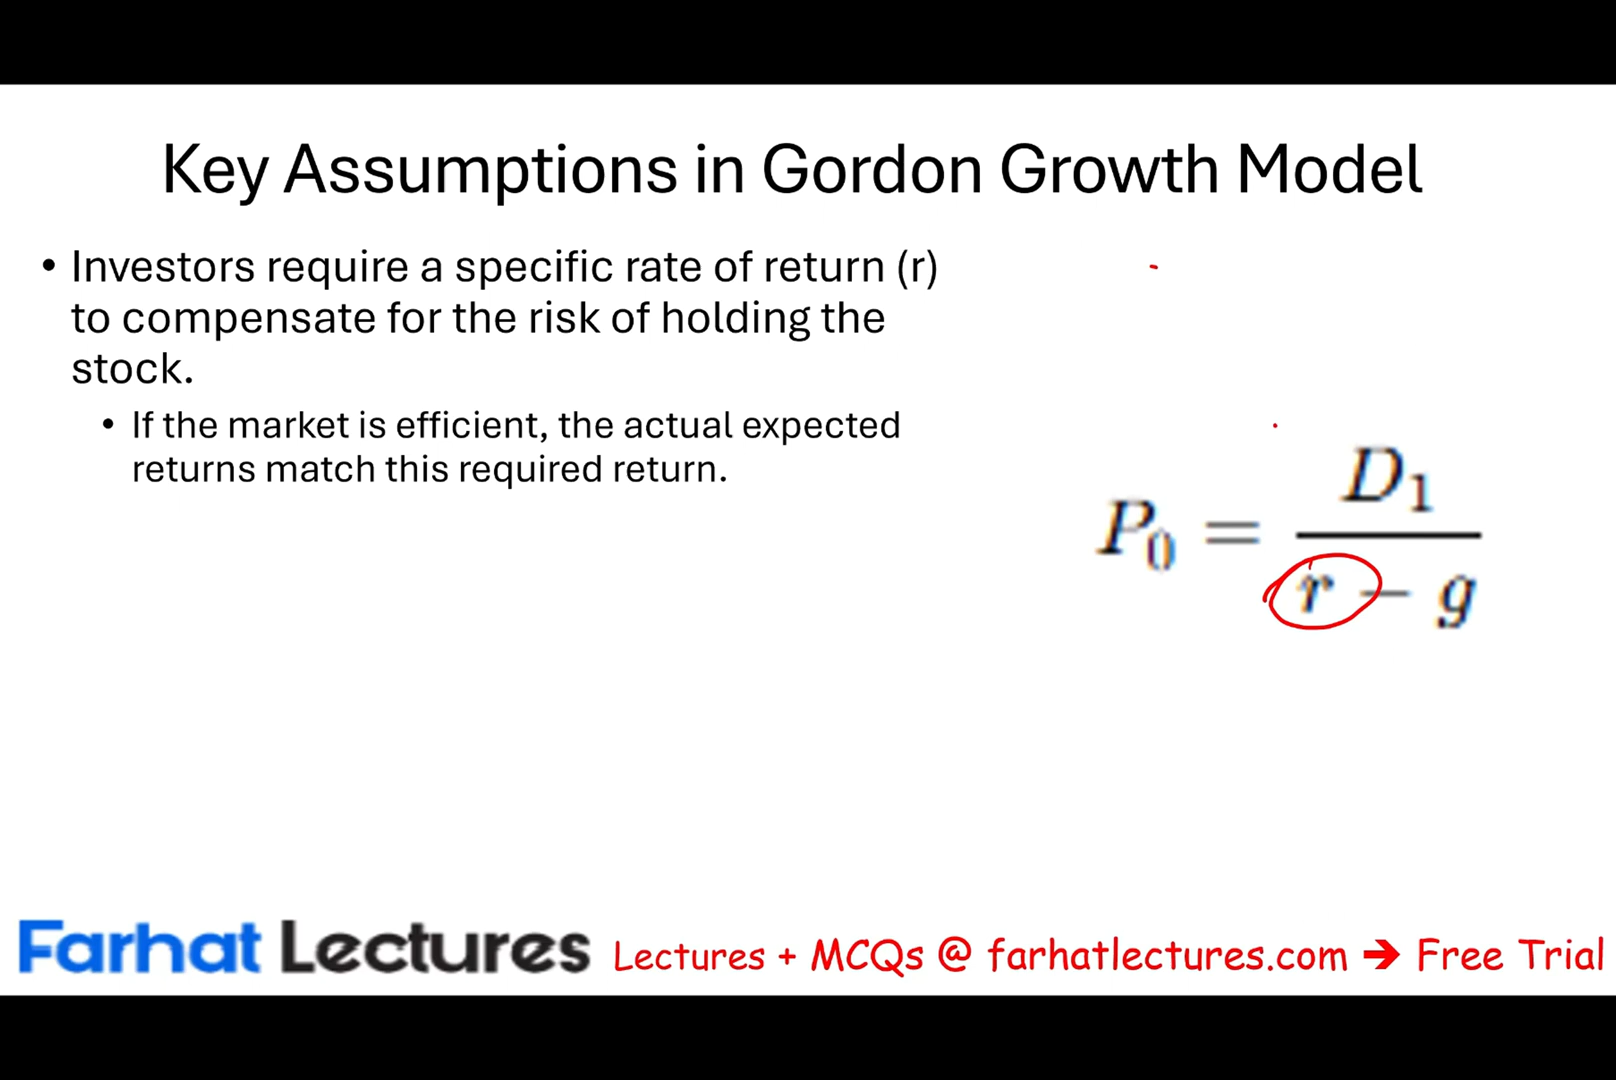 Key Assumptions in Gordon Growth Model
• Investors require a specific rate of return (r)
to compensate for the risk of holding the
stock.
• If the market is efficient, the actual expected
returns match this required return.
P₀ = D₁ / (r − g)
Farhat Lectures Lectures + MCQs @ farhatlectures.com ➔ Free Trial